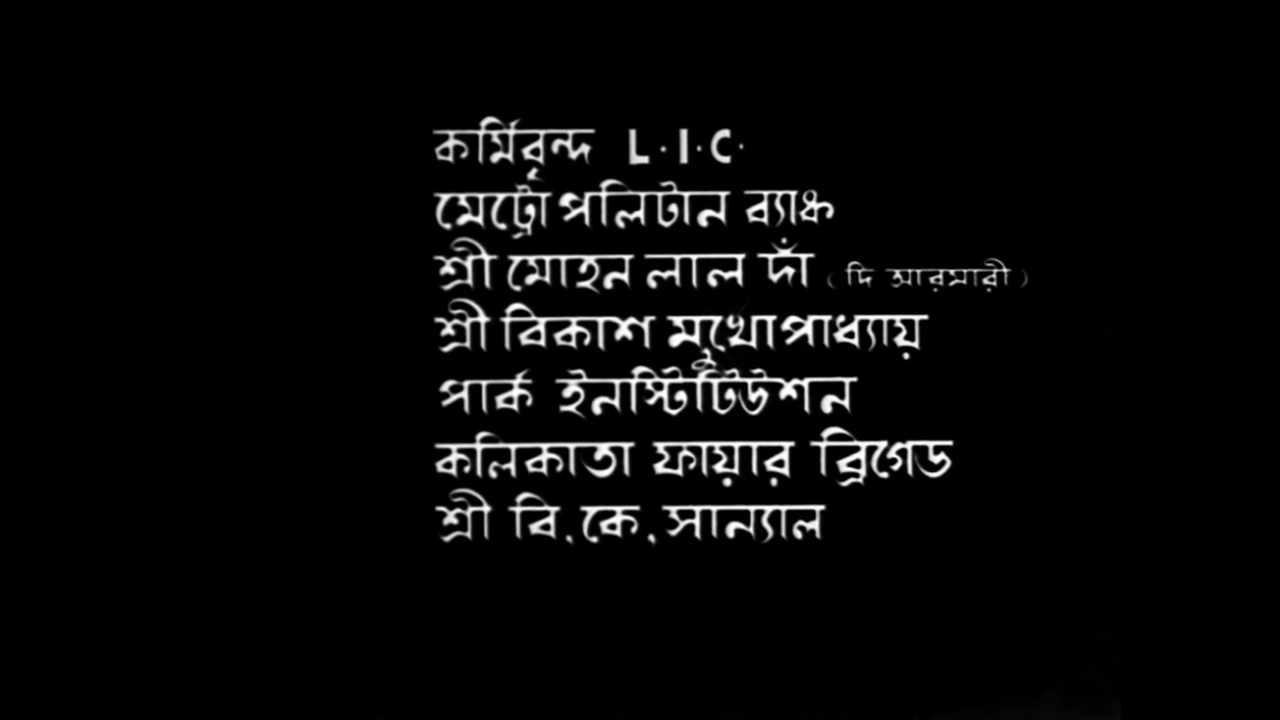 কর্মিবৃন্দ L·I·C·
মেট্রোপলিটান ব্যাঙ্ক
শ্রী মোহন লাল দাঁ ( দি আরমারী )
শ্রী বিকাশ মুখোপাধ্যায়
পার্ক ইনস্টিটিউশন
কলিকাতা ফায়ার ব্রিগেড
শ্রী বি. কে. সান্যাল